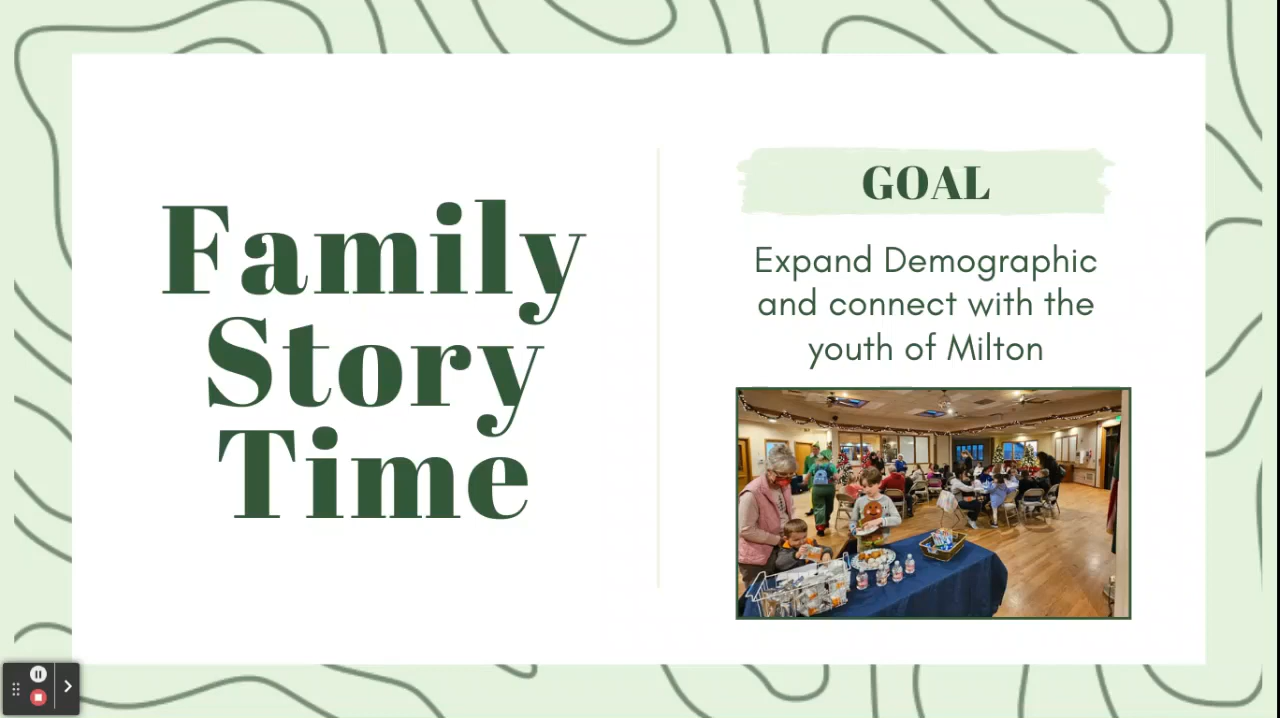 Family
Story
Time
GOAL
Expand Demographic
and connect with the
youth of Milton